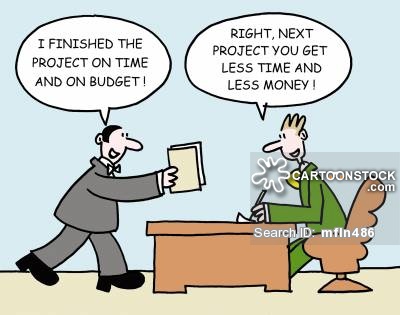 I FINISHED THE
PROJECT ON TIME
AND ON BUDGET !
RIGHT, NEXT
PROJECT YOU GET
LESS TIME AND
LESS MONEY !
CARTOONSTOCK
.com
Search ID: mfln486